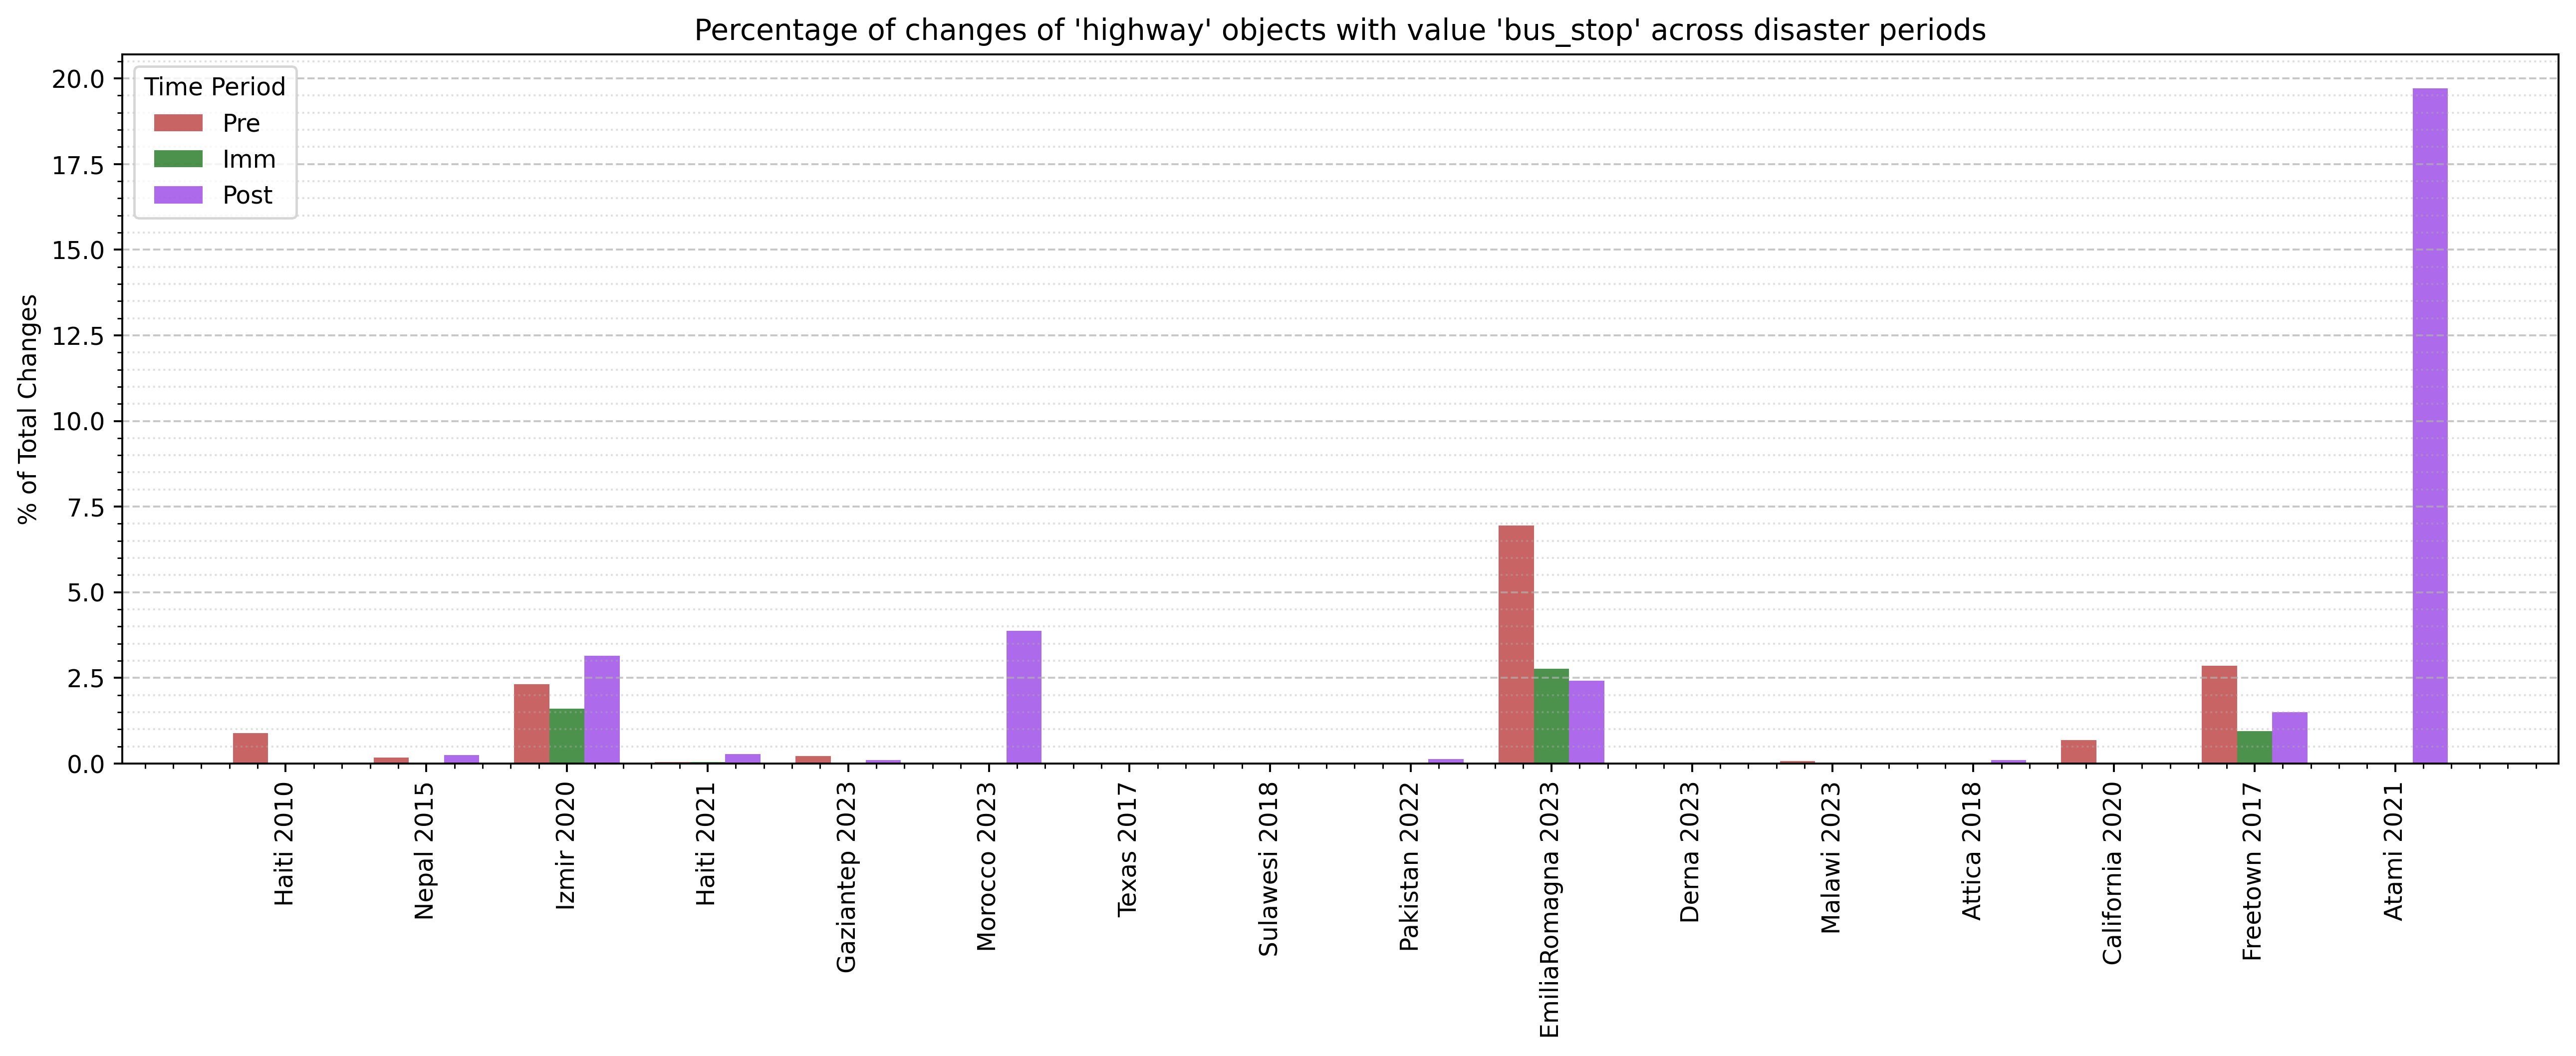 Percentage of changes of 'highway' objects with value 'bus_stop' across disaster periods
Time Period
Pre
Imm
Post
% of Total Changes
20.0
17.5
15.0
12.5
10.0
7.5
5.0
2.5
0.0
Haiti 2010
Nepal 2015
Izmir 2020
Haiti 2021
Gaziantep 2023
Morocco 2023
Texas 2017
Sulawesi 2018
Pakistan 2022
EmiliaRomagna 2023
Derna 2023
Malawi 2023
Attica 2018
California 2020
Freetown 2017
Atami 2021